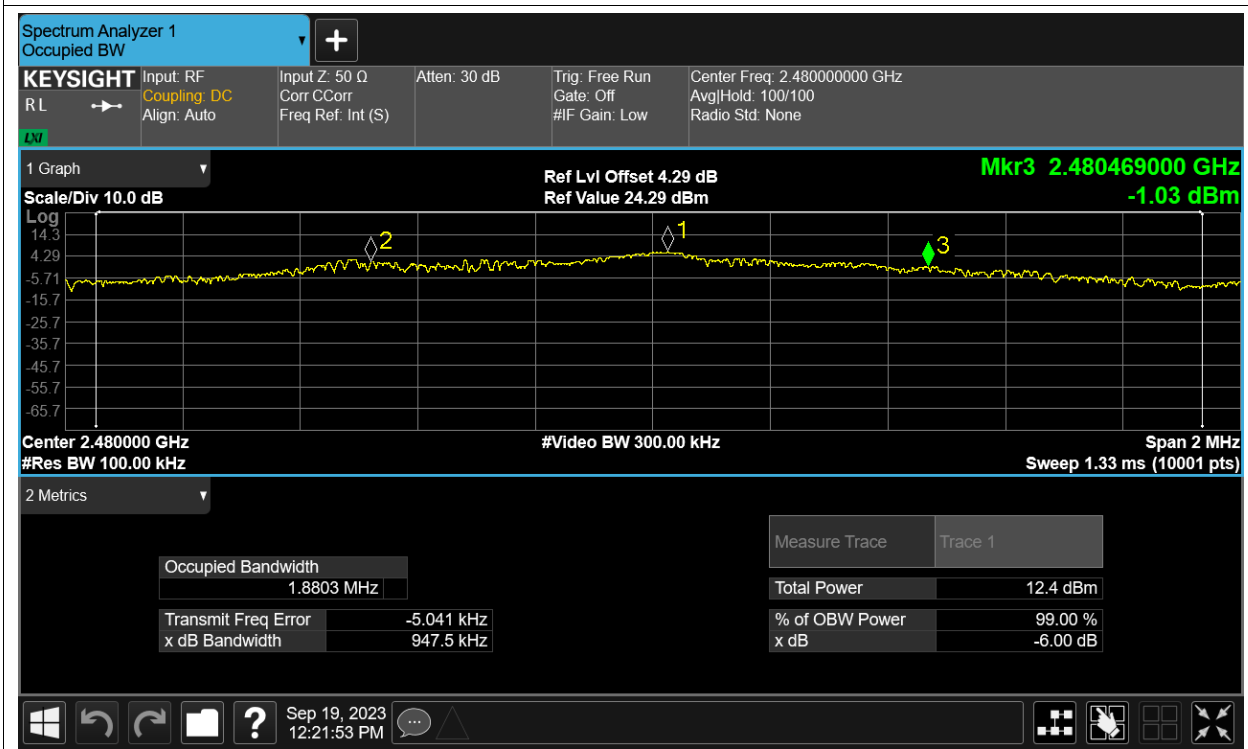 Spectrum Analyzer 1
Occupied BW
▼
+
KEYSIGHT
R L
LXI
Input: RF
Coupling: DC
Align: Auto
Input Z: 50 Ω
Corr CCorr
Freq Ref: Int (S)
Atten: 30 dB
Trig: Free Run
Gate: Off
#IF Gain: Low
Center Freq: 2.480000000 GHz
Avg|Hold: 100/100
Radio Std: None
1 Graph ▼
Scale/Div 10.0 dB
Ref Lvl Offset 4.29 dB
Ref Value 24.29 dBm
Mkr3 2.480469000 GHz
-1.03 dBm
Log
14.3
4.29
-5.71
-15.7
-25.7
-35.7
-45.7
-55.7
-65.7
2
1
3
Center 2.480000 GHz
#Res BW 100.00 kHz
#Video BW 300.00 kHz
Span 2 MHz
Sweep 1.33 ms (10001 pts)
2 Metrics ▼
Measure Trace Trace 1
Occupied Bandwidth
1.8803 MHz
Total Power 12.4 dBm
Transmit Freq Error -5.041 kHz
% of OBW Power 99.00 %
x dB Bandwidth 947.5 kHz
x dB -6.00 dB
?
Sep 19, 2023
12:21:53 PM